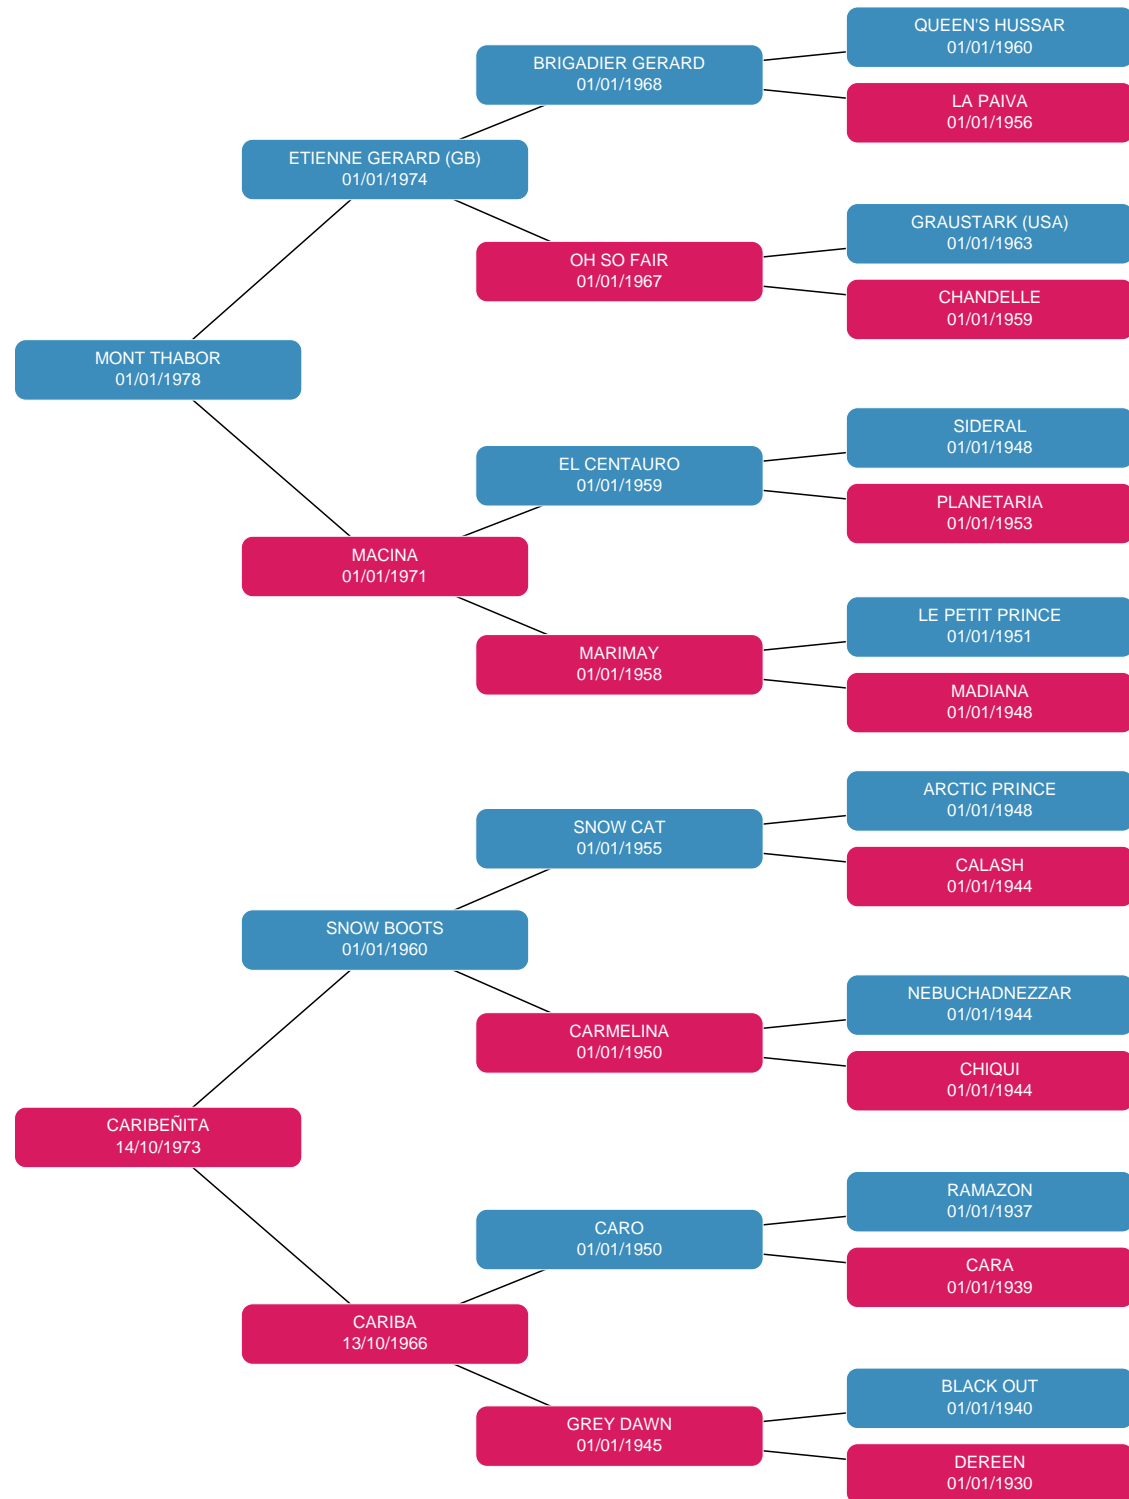 QUEEN'S HUSSAR
01/01/1960
BRIGADIER GERARD
01/01/1968
LA PAIVA
01/01/1956
ETIENNE GERARD (GB)
01/01/1974
GRAUSTARK (USA)
01/01/1963
OH SO FAIR
01/01/1967
CHANDELLE
01/01/1959
MONT THABOR
01/01/1978
SIDERAL
01/01/1948
EL CENTAURO
01/01/1959
PLANETARIA
01/01/1953
MACINA
01/01/1971
LE PETIT PRINCE
01/01/1951
MARIMAY
01/01/1958
MADIANA
01/01/1948
ARCTIC PRINCE
01/01/1948
SNOW CAT
01/01/1955
CALASH
01/01/1944
SNOW BOOTS
01/01/1960
NEBUCHADNEZZAR
01/01/1944
CARMELINA
01/01/1950
CHIQUI
01/01/1944
CARIBEÑITA
14/10/1973
RAMAZON
01/01/1937
CARO
01/01/1950
CARA
01/01/1939
CARIBA
13/10/1966
BLACK OUT
01/01/1940
GREY DAWN
01/01/1945
DEREEN
01/01/1930